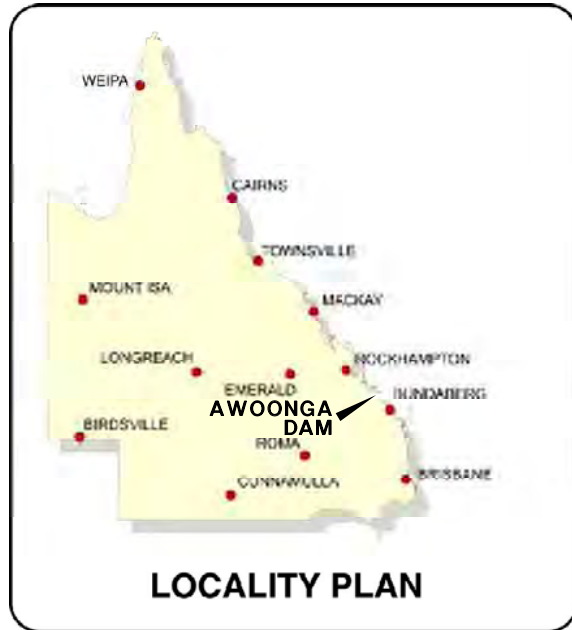 WEIPA
CAIRNS
TOWNSVILLE
MOUNT ISA
MACKAY
LONGREACH
ROCKHAMPTON
EMERALD
BUNDABERG
AWOONGA
DAM
BIRDSVILLE
ROMA
CUNNAMULLA
BRISBANE
LOCALITY PLAN